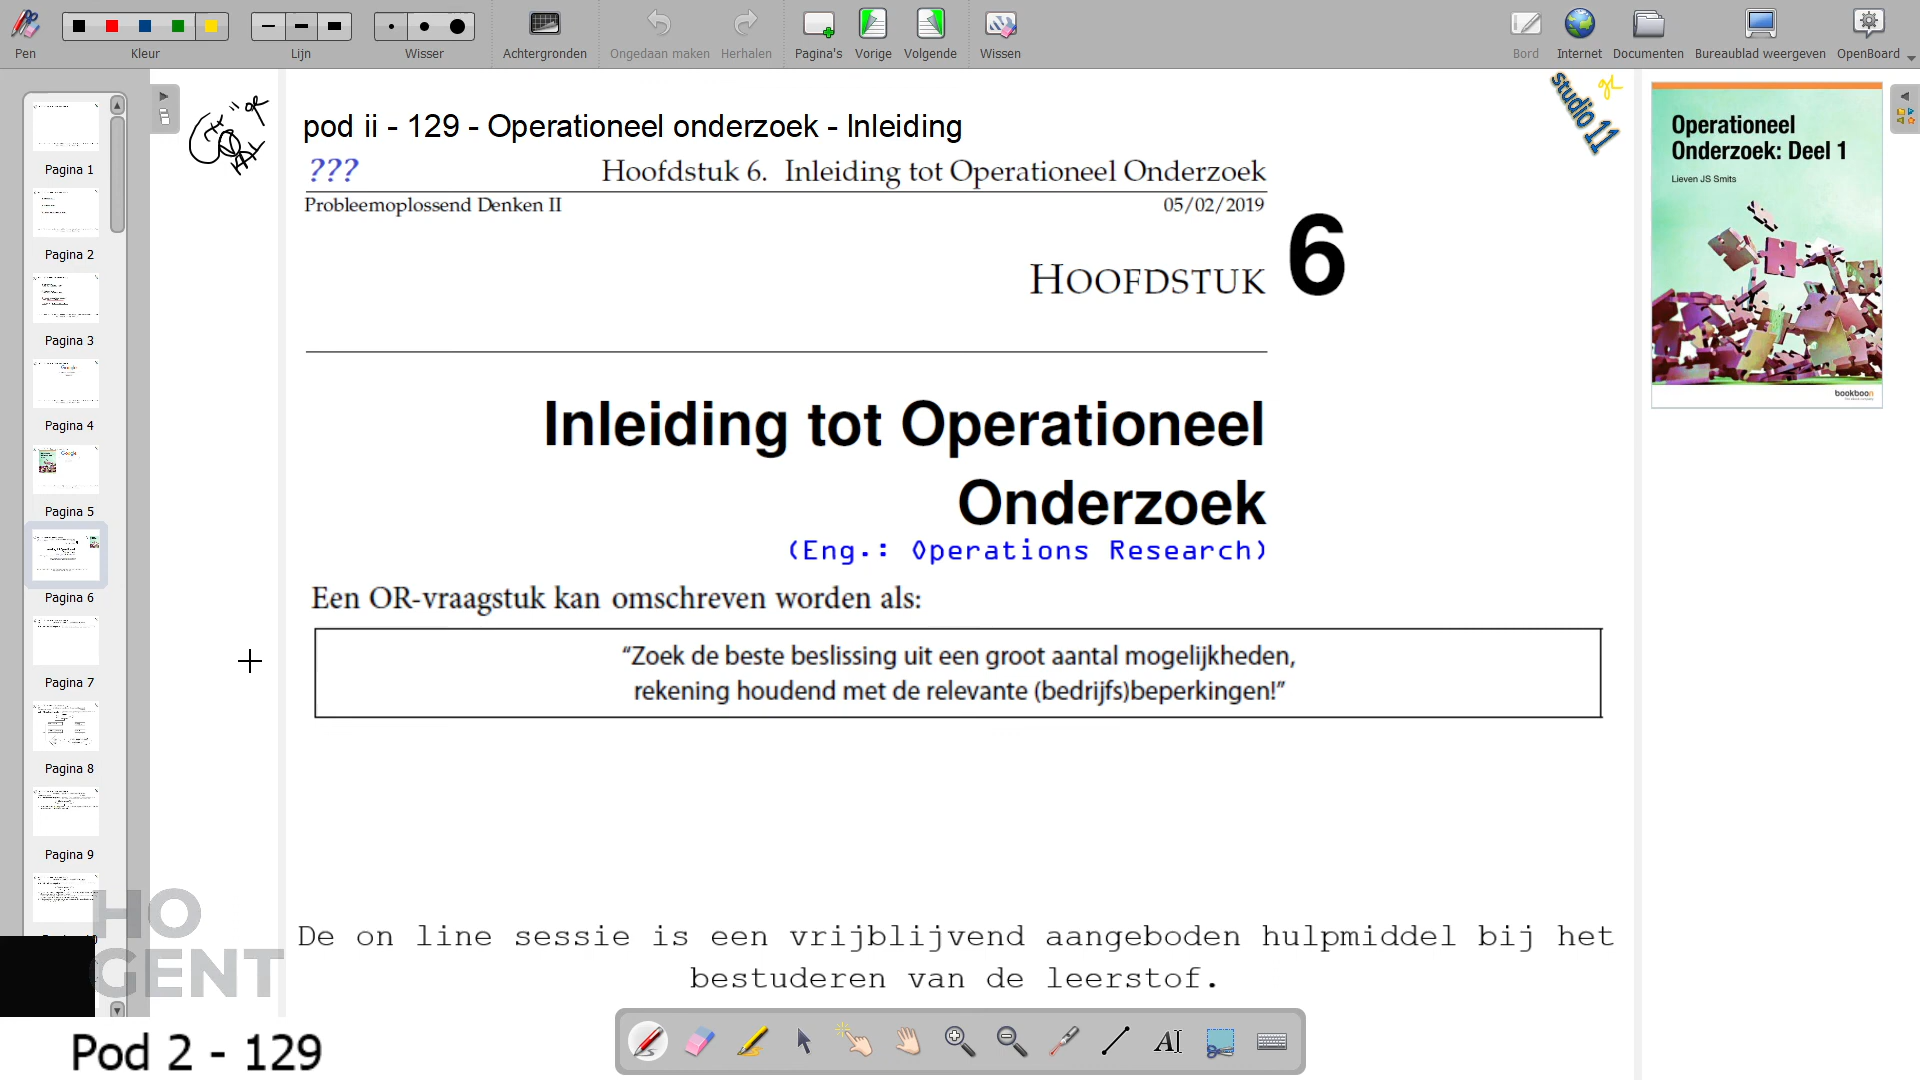 Pen
Kleur
Lijn
Wisser
Achtergronden
Ongedaan maken
Herhalen
Pagina's
Vorige
Volgende
Wissen
Bord
Internet
Documenten
Bureaublad weergeven
OpenBoard
Pagina 1
Pagina 2
Pagina 3
Pagina 4
Pagina 5
Pagina 6
Pagina 7
Pagina 8
Pagina 9
pod ii - 129 - Operationeel onderzoek - Inleiding
studio 11
??? Hoofdstuk 6. Inleiding tot Operationeel Onderzoek
Probleemoplossend Denken II 05/02/2019
HOOFDSTUK 6
Inleiding tot Operationeel
Onderzoek
(Eng.: Operations Research)
Een OR-vraagstuk kan omschreven worden als:
“Zoek de beste beslissing uit een groot aantal mogelijkheden,
rekening houdend met de relevante (bedrijfs)beperkingen!”
De on line sessie is een vrijblijvend aangeboden hulpmiddel bij het
bestuderen van de leerstof.
Operationeel
Onderzoek: Deel 1
Lieven JS Smits
bookboon
HO
GENT
Pod 2 - 129